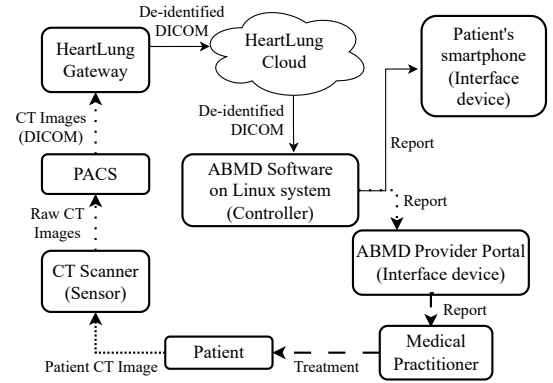 De-identified
DICOM
HeartLung
Gateway
HeartLung
Cloud
Patient's
smartphone
(Interface
device)
CT Images
(DICOM)
De-identified
DICOM
Report
PACS
ABMD Software
on Linux system
(Controller)
Report
Raw CT
Images
CT Scanner
(Sensor)
ABMD Provider Portal
(Interface device)
Report
Patient CT Image
Patient
Treatment
Medical
Practitioner